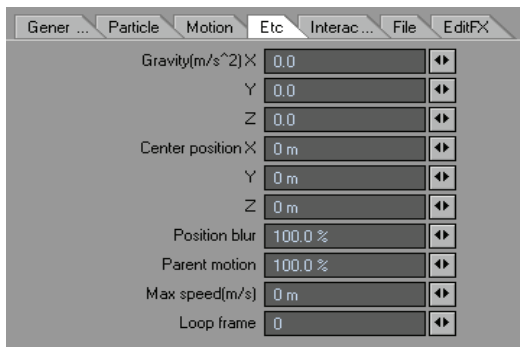 Gener ... Particle Motion Etc Interac ... File EditFX
Gravity(m/s^2) X 0.0
Y 0.0
Z 0.0
Center position X 0 m
Y 0 m
Z 0 m
Position blur 100.0 %
Parent motion 100.0 %
Max speed(m/s) 0 m
Loop frame 0